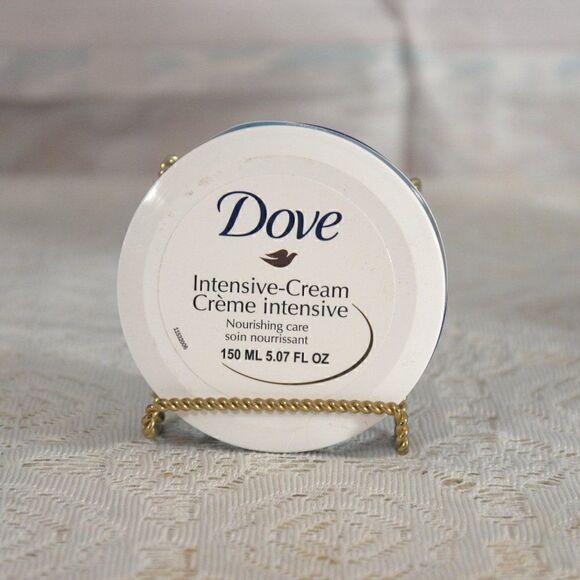 Dove
Intensive-Cream
Crème intensive
Nourishing care
soin nourrissant
150 ML 5.07 FL OZ